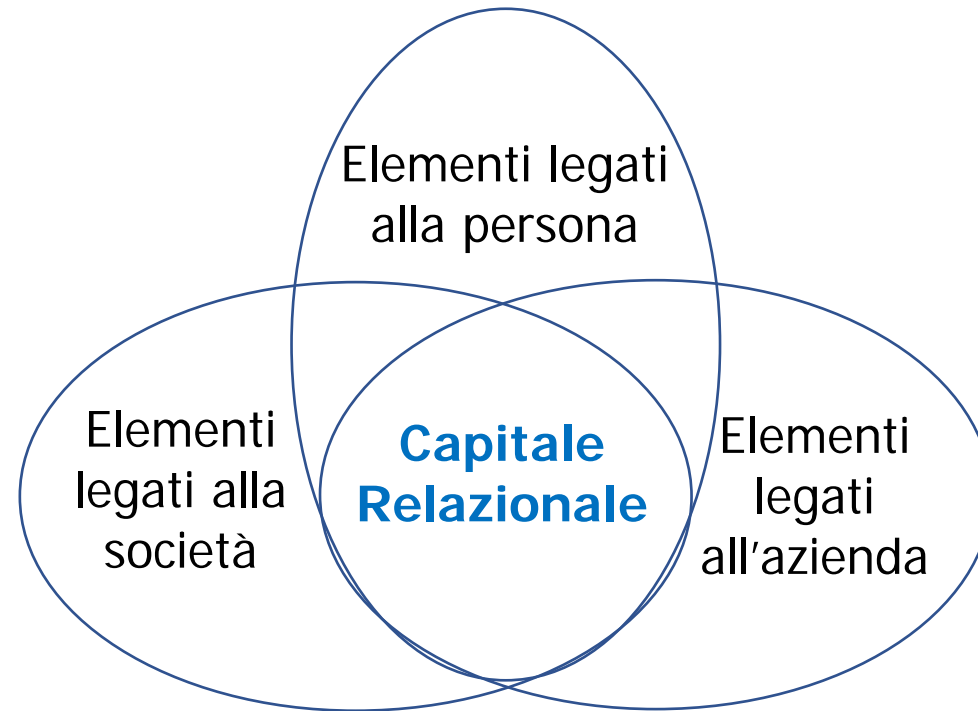 Elementi legati
alla persona
Elementi
legati alla
società
Capitale
Relazionale
Elementi
legati
all'azienda